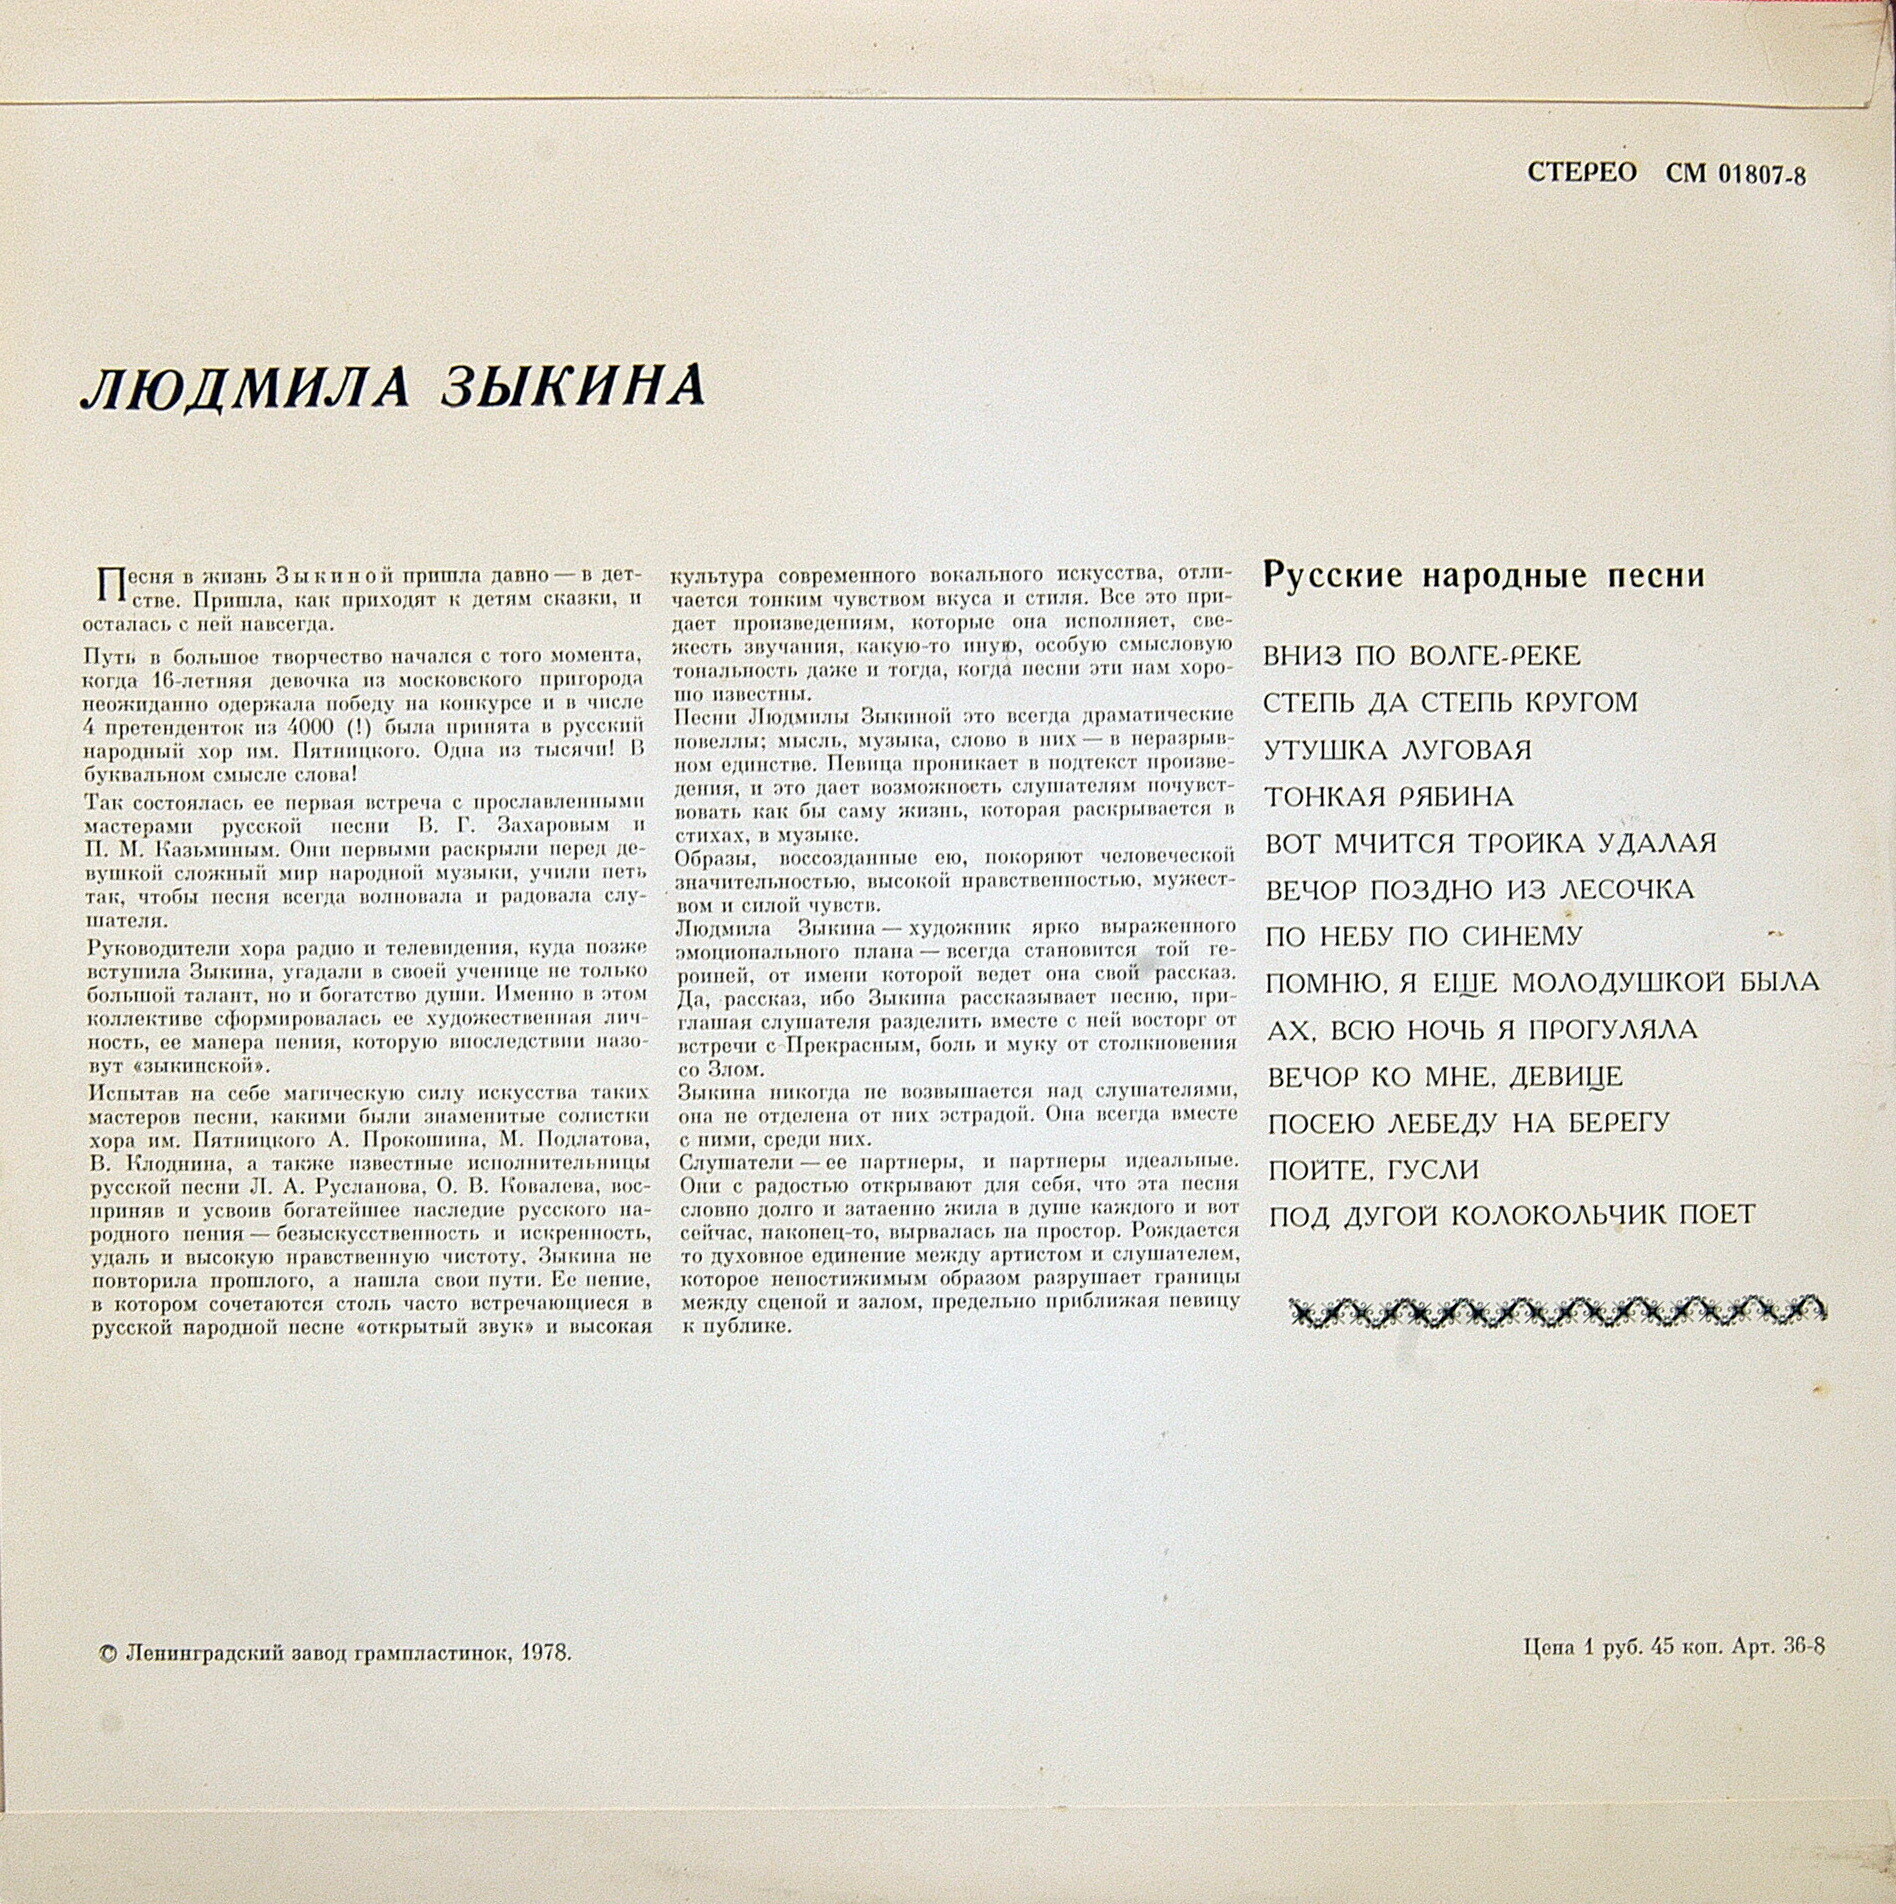 СТЕРЕО СМ 01807-8
ЛЮДМИЛА ЗЫКИНА
Песня в жизнь Зыкиной пришла давно — в дет-
стве. Пришла, как приходят к детям сказки, и
осталась с ней навсегда.
Путь в большое творчество начался с того момента,
когда 16-летняя девочка из московского пригорода
неожиданно одержала победу на конкурсе и в числе
4 претенденток из 4000 (!) была принята в русский
народный хор им. Пятницкого. Одна из тысячи! В
буквальном смысле слова!
Так состоялась ее первая встреча с прославленными
мастерами русской песни В. Г. Захаровым и
П. М. Казьминым. Они первыми раскрыли перед де-
вушкой сложный мир народной музыки, учили петь
так, чтобы песня всегда волновала и радовала слу-
шателя.
Руководители хора радио и телевидения, куда позже
вступила Зыкина, угадали в своей ученице не только
большой талант, но и богатство души. Именно в этом
коллективе сформировалась ее художественная лич-
ность, ее манера пения, которую впоследствии назо-
вут «зыкинской».
Испытав на себе магическую силу искусства таких
мастеров песни, какими были знаменитые солистки
хора им. Пятницкого А. Прокошина, М. Подлатова,
В. Клоднина, а также известные исполнительницы
русской песни Л. А. Русланова, О. В. Ковалева, вос-
приняв и усвоив богатейшее наследие русского на-
родного пения — безыскусственность и искренность,
удаль и высокую нравственную чистоту, Зыкина не
повторила прошлого, а нашла свои пути. Ее пение,
в котором сочетаются столь часто встречающиеся в
русской народной песне «открытый звук» и высокая
культура современного вокального искусства, отли-
чается тонким чувством вкуса и стиля. Все это при-
дает произведениям, которые она исполняет, све-
жесть звучания, какую-то иную, особую смысловую
тональность даже и тогда, когда песни эти нам хоро-
шо известны.
Песни Людмилы Зыкиной это всегда драматические
новеллы; мысль, музыка, слово в них — в неразрыв-
ном единстве. Певица проникает в подтекст произве-
дения, и это дает возможность слушателям почувст-
вовать как бы саму жизнь, которая раскрывается в
стихах, в музыке.
Образы, воссозданные ею, покоряют человеческой
значительностью, высокой нравственностью, мужест-
вом и силой чувств.
Людмила Зыкина — художник ярко выраженного
эмоционального плана — всегда становится той ге-
роиней, от имени которой ведет она свой рассказ.
Да, рассказ, ибо Зыкина рассказывает песню, при-
глашая слушателя разделить вместе с ней восторг от
встречи с Прекрасным, боль и муку от столкновения
со Злом.
Зыкина никогда не возвышается над слушателями,
она не отделена от них эстрадой. Она всегда вместе
с ними, среди них.
Слушатели — ее партнеры, и партнеры идеальные.
Они с радостью открывают для себя, что эта песня
словно долго и затаенно жила в душе каждого и вот
сейчас, наконец-то, вырвалась на простор. Рождается
то духовное единение между артистом и слушателем,
которое непостижимым образом разрушает границы
между сценой и залом, предельно приближая певицу
к публике.
Русские народные песни
ВНИЗ ПО ВОЛГЕ-РЕКЕ
СТЕПЬ ДА СТЕПЬ КРУГОМ
УТУШКА ЛУГОВАЯ
ТОНКАЯ РЯБИНА
ВОТ МЧИТСЯ ТРОЙКА УДАЛАЯ
ВЕЧОР ПОЗДНО ИЗ ЛЕСОЧКА
ПО НЕБУ ПО СИНЕМУ
ПОМНЮ, Я ЕЩЕ МОЛОДУШКОЙ БЫЛА
АХ, ВСЮ НОЧЬ Я ПРОГУЛЯЛА
ВЕЧОР КО МНЕ, ДЕВИЦЕ
ПОСЕЮ ЛЕБЕДУ НА БЕРЕГУ
ПОЙТЕ, ГУСЛИ
ПОД ДУГОЙ КОЛОКОЛЬЧИК ПОЕТ
© Ленинградский завод грампластинок, 1978.
Цена 1 руб. 45 коп. Арт. 36-8